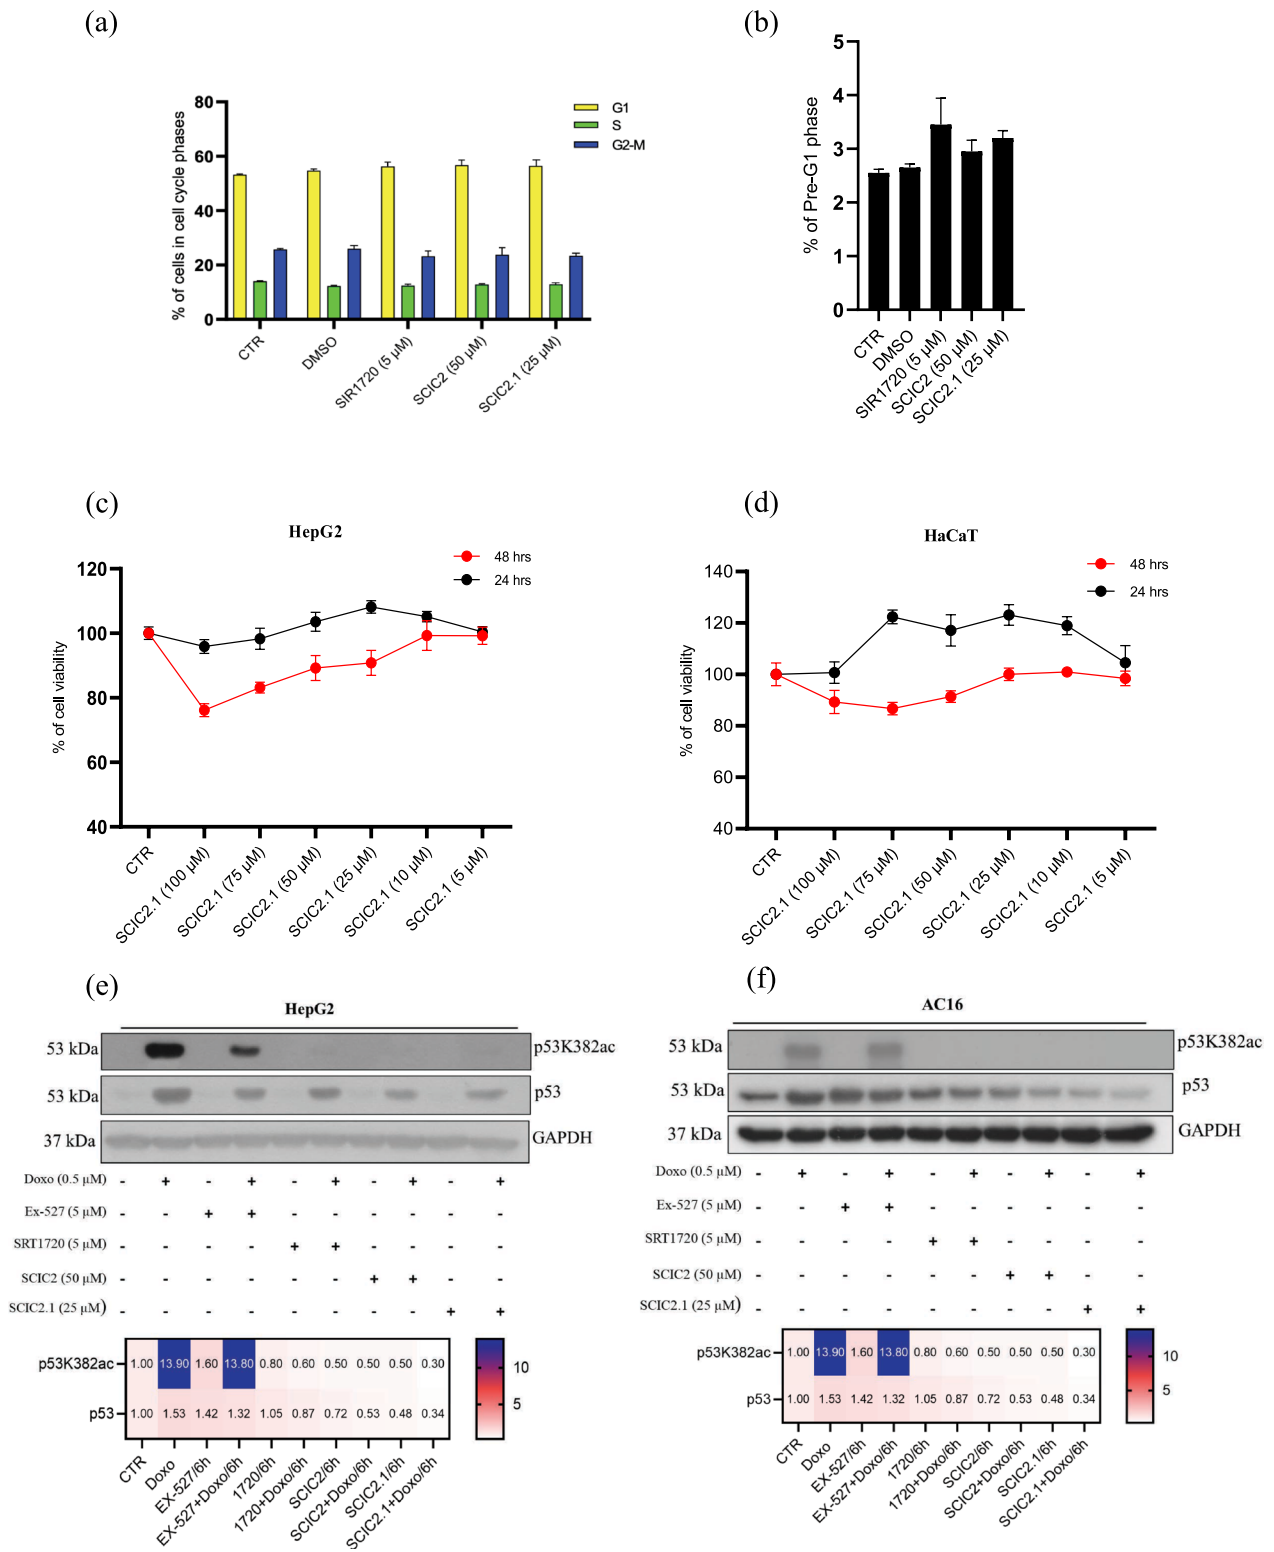 (a)
80
60
40
20
0
% of cells in cell cycle phases
G1
S
G2-M
CTR
DMSO
SIR1720 (5 µM)
SCIC2 (50 µM)
SCIC2.1 (25 µM)
(b)
5
4
3
2
1
0
% of Pre-G1 phase
CTR
DMSO
SIR1720 (5 µM)
SCIC2 (50 µM)
SCIC2.1 (25 µM)
(c)
HepG2
48 hrs
24 hrs
120
100
80
60
40
% of cell viability
CTR
SCIC2.1 (100 µM)
SCIC2.1 (75 µM)
SCIC2.1 (50 µM)
SCIC2.1 (25 µM)
SCIC2.1 (10 µM)
SCIC2.1 (5 µM)
(d)
HaCaT
48 hrs
24 hrs
140
120
100
80
60
40
% of cell viability
CTR
SCIC2.1 (100 µM)
SCIC2.1 (75 µM)
SCIC2.1 (50 µM)
SCIC2.1 (25 µM)
SCIC2.1 (10 µM)
SCIC2.1 (5 µM)
(e)
HepG2
53 kDa p53K382ac
53 kDa p53
37 kDa GAPDH
Doxo (0.5 µM) - + - + - + - + - +
Ex-527 (5 µM) - - + + - - - - - -
SRT1720 (5 µM) - - - - + + - - - -
SCIC2 (50 µM) - - - - - - + + - -
SCIC2.1 (25 µM) - - - - - - - - + +
p53K382ac 1.00 13.90 1.60 13.80 0.80 0.60 0.50 0.50 0.50 0.30
p53 1.00 1.53 1.42 1.32 1.05 0.87 0.72 0.53 0.48 0.34
10
5
CTR
Doxo
EX-527/6h
EX-527+Doxo/6h
1720/6h
1720+Doxo/6h
SCIC2/6h
SCIC2+Doxo/6h
SCIC2.1/6h
SCIC2.1+Doxo/6h
(f)
AC16
53 kDa p53K382ac
53 kDa p53
37 kDa GAPDH
Doxo (0.5 µM) - + - + - + - + - +
Ex-527 (5 µM) - - + + - - - - - -
SRT1720 (5 µM) - - - - + + - - - -
SCIC2 (50 µM) - - - - - - + + - -
SCIC2.1 (25 µM) - - - - - - - - + +
p53K382ac 1.00 13.90 1.60 13.80 0.80 0.60 0.50 0.50 0.50 0.30
p53 1.00 1.53 1.42 1.32 1.05 0.87 0.72 0.53 0.48 0.34
10
5
CTR
Doxo
EX-527/6h
EX-527+Doxo/6h
1720/6h
1720+Doxo/6h
SCIC2/6h
SCIC2+Doxo/6h
SCIC2.1/6h
SCIC2.1+Doxo/6h